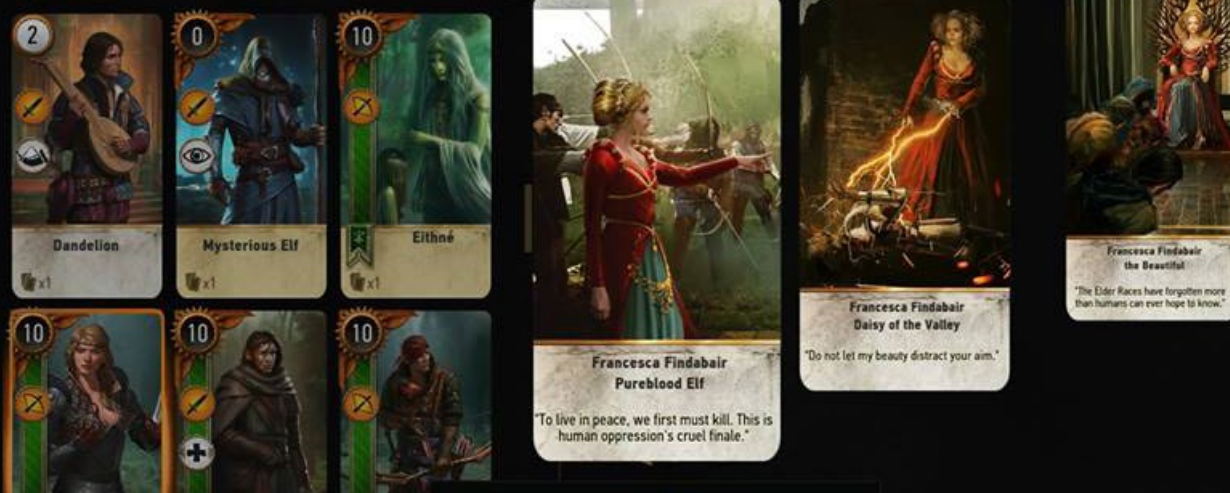 2
Dandelion
x1
0
Mysterious Elf
x1
10
Eithné
x1
10
10
10
Francesca Findabair
Pureblood Elf
"To live in peace, we first must kill. This is
human oppression's cruel finale."
Francesca Findabair
Daisy of the Valley
"Do not let my beauty distract your aim."
Francesca Findabair
the Beautiful
"The Elder Races have forgotten more
than humans can ever hope to know."